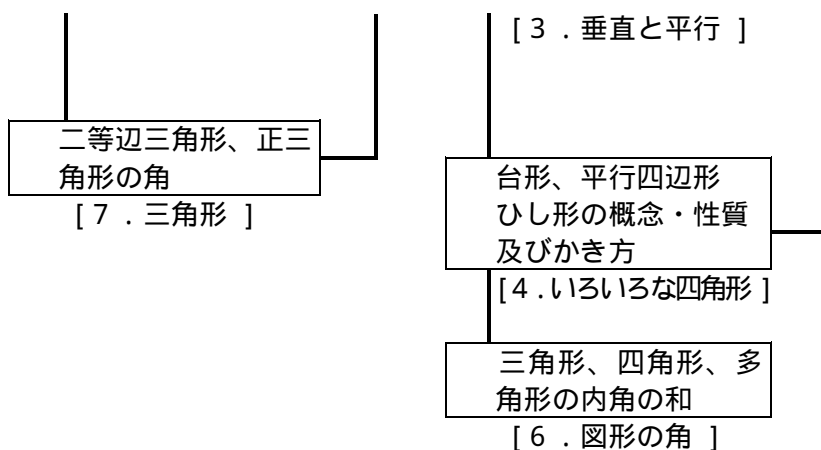 [３．垂直と平行 ]
二等辺三角形、正三
角形の角
[７．三角形 ]
台形、平行四辺形
ひし形の概念・性質
及びかき方
[４.いろいろな四角形 ]
三角形、四角形、多
角形の内角の和
[６．図形の角 ]